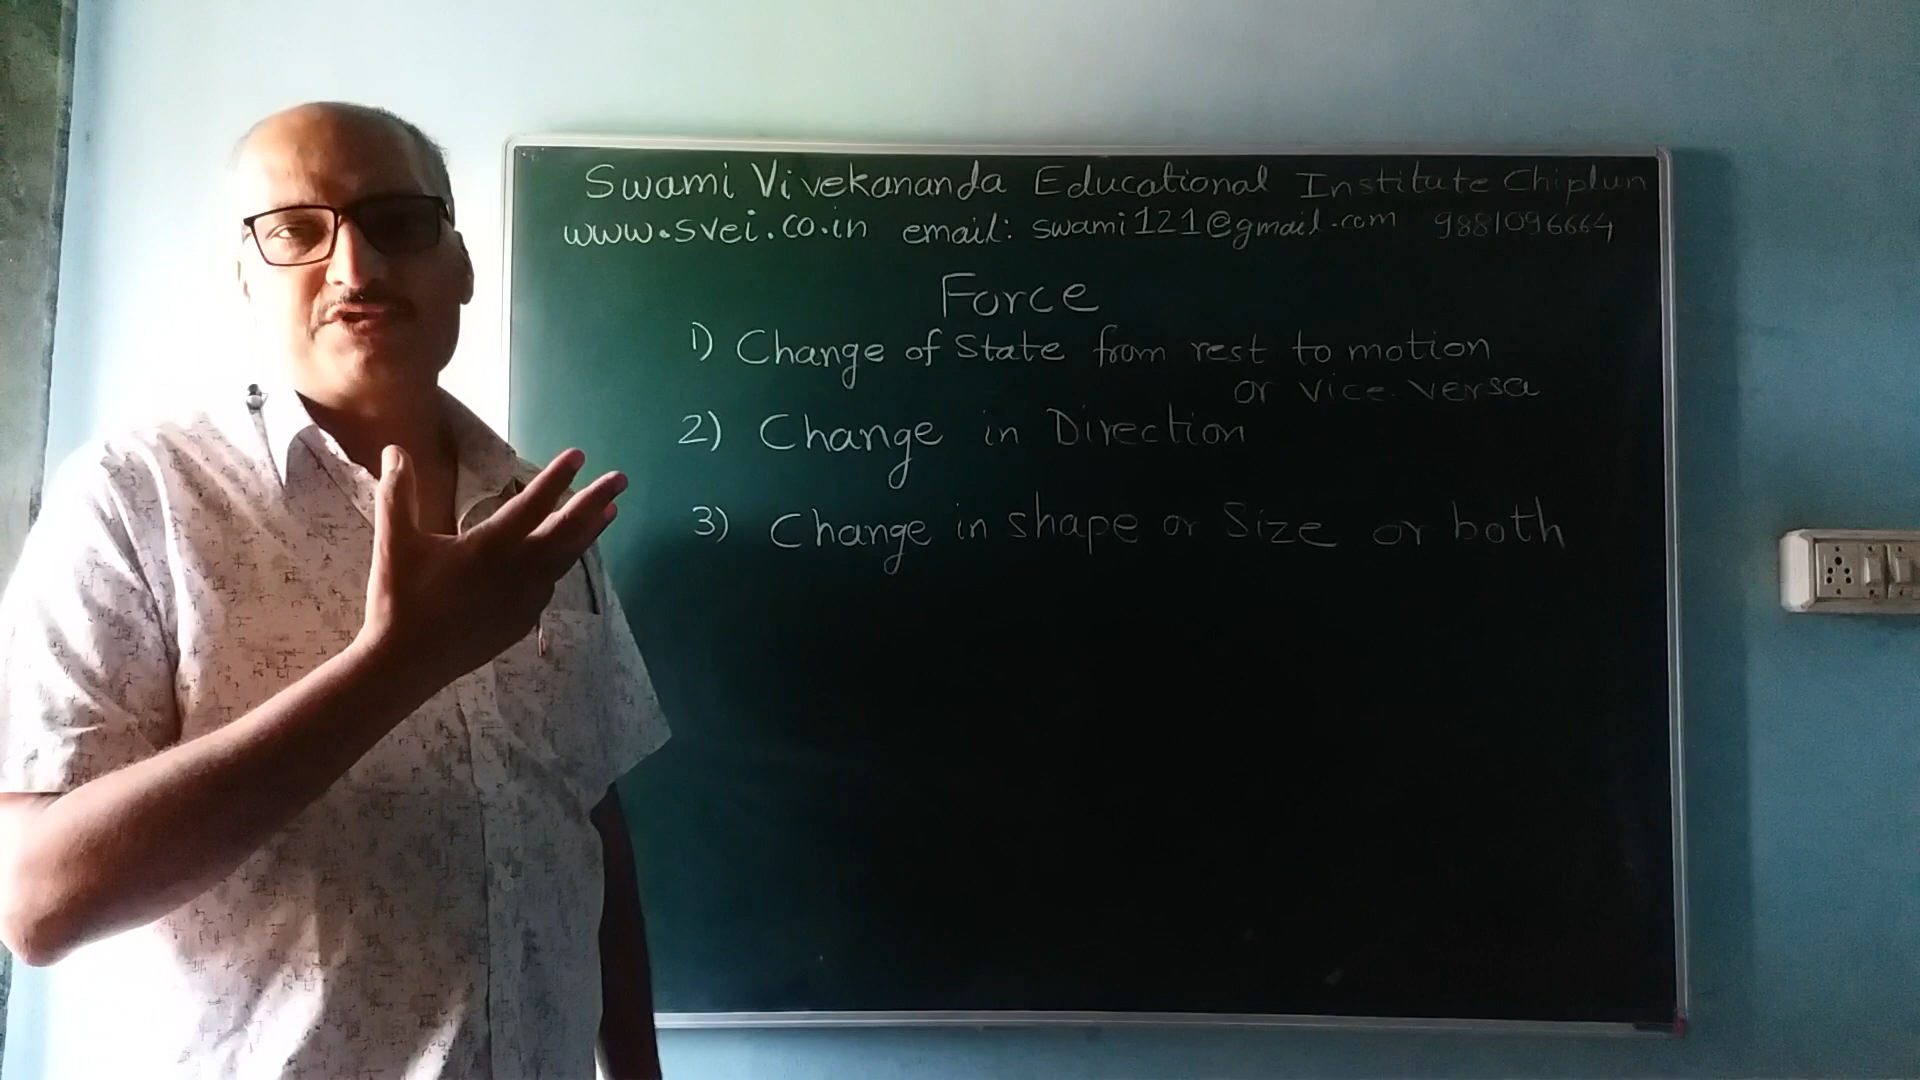 Swami Vivekananda Educational Institute Chiplun
www.svei.co.in email: swami121@gmail.com 9881096664
Force
1) Change of State from rest to motion
or vice versa
2) Change in Direction
3) Change in shape or Size or both